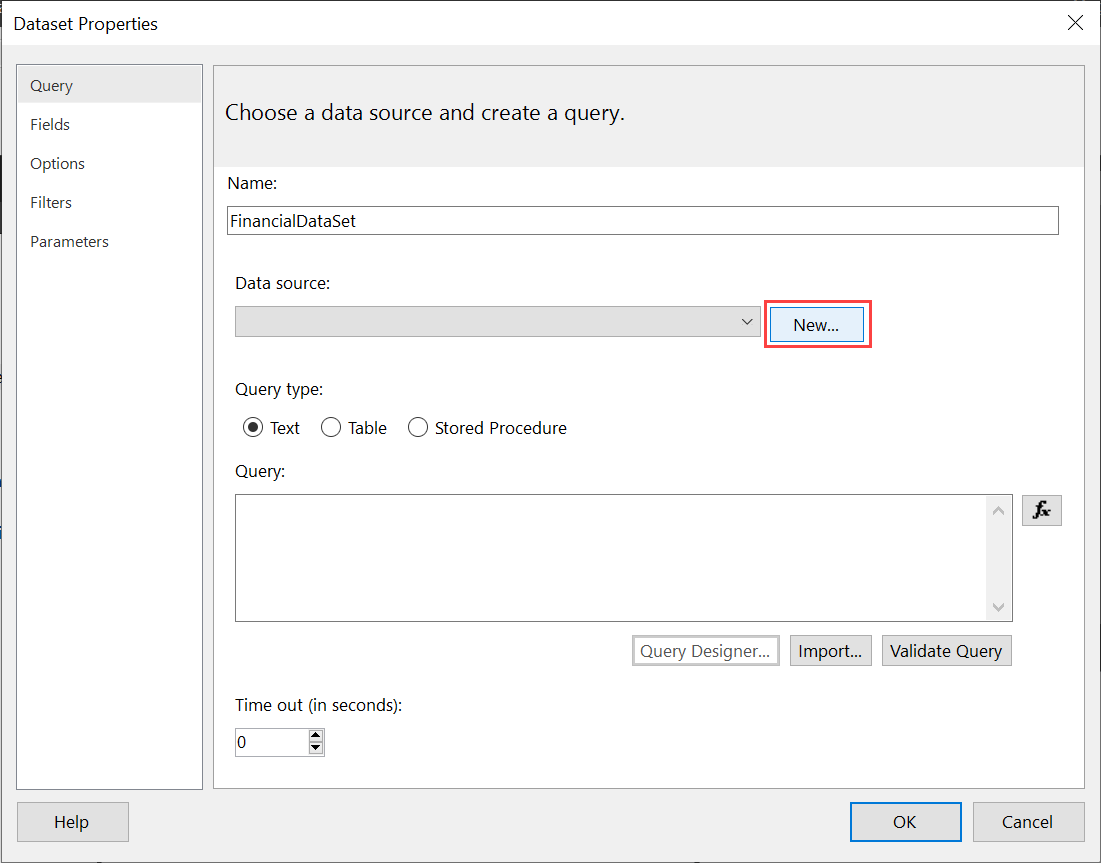 Dataset Properties
Query
Fields
Options
Filters
Parameters
Choose a data source and create a query.
Name:
FinancialDataSet
Data source:
New...
Query type:
Text Table Stored Procedure
Query:
fx
Query Designer... Import... Validate Query
Time out (in seconds):
0
Help OK Cancel